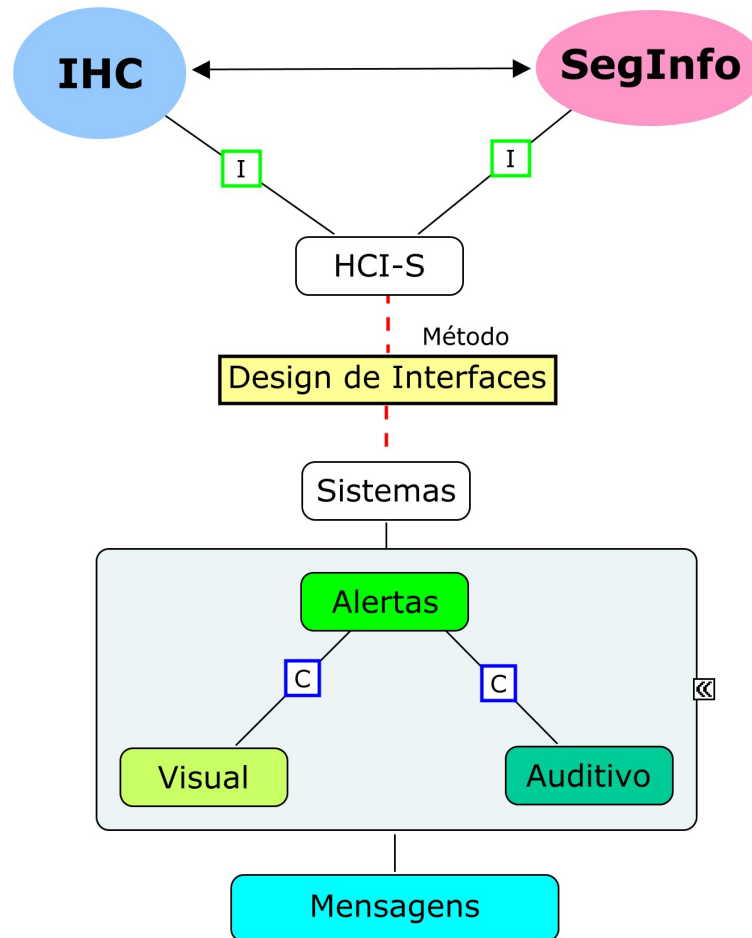 IHC
SegInfo
I
I
HCI-S
Método
Design de Interfaces
Sistemas
Alertas
C
C
Visual
Auditivo
Mensagens